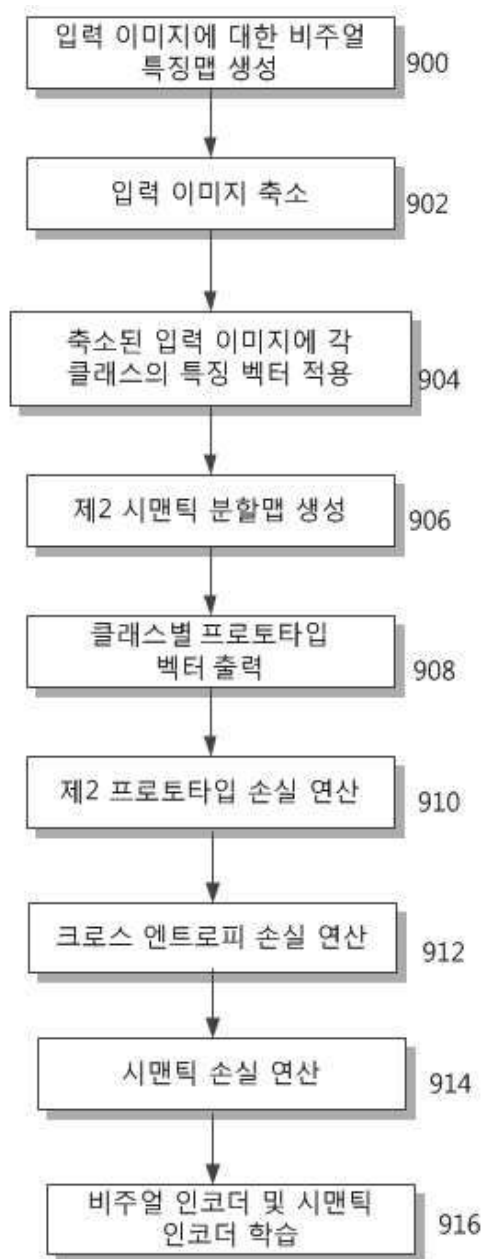 입력 이미지에 대한 비주얼
특징맵 생성
900
입력 이미지 축소
902
축소된 입력 이미지에 각
클래스의 특징 벡터 적용
904
제2 시맨틱 분할맵 생성
906
클래스별 프로토타입
벡터 출력
908
제2 프로토타입 손실 연산
910
크로스 엔트로피 손실 연산
912
시맨틱 손실 연산
914
비주얼 인코더 및 시맨틱
인코더 학습
916